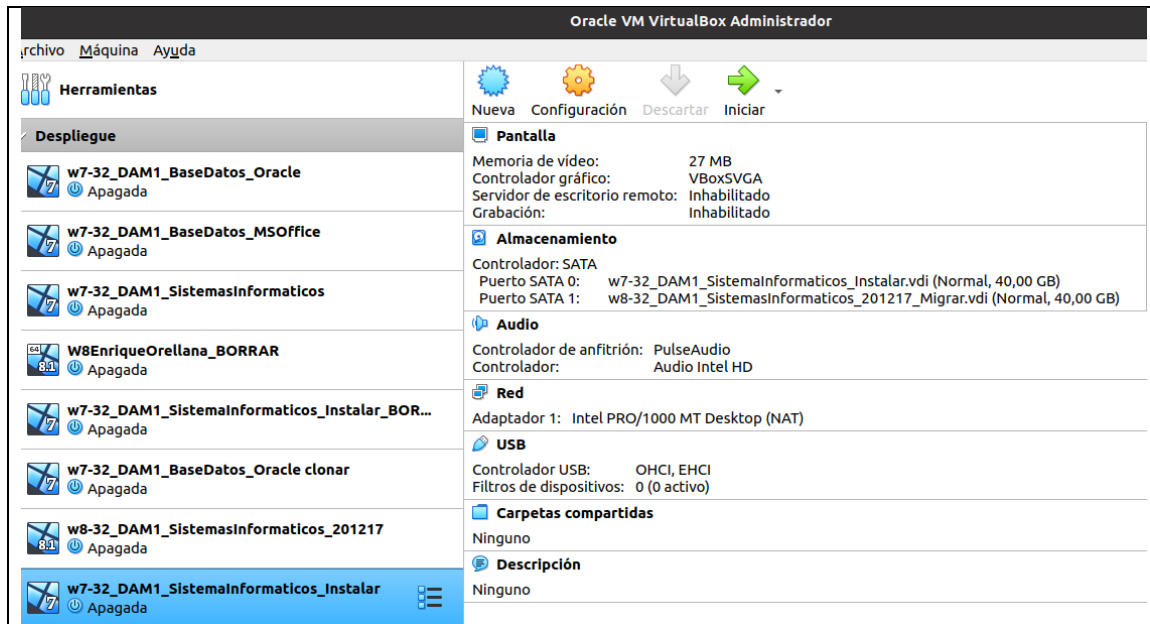 Oracle VM VirtualBox Administrador
rchivo Máquina Ayuda
Herramientas
Nueva Configuración Descartar Iniciar
Despliegue
w7-32_DAM1_BaseDatos_Oracle
Apagada
w7-32_DAM1_BaseDatos_MSOffice
Apagada
w7-32_DAM1_SistemasInformaticos
Apagada
64
8.1
W8EnriqueOrellana_BORRAR
Apagada
w7-32_DAM1_SistemaInformaticos_Instalar_BOR...
Apagada
w7-32_DAM1_BaseDatos_Oracle clonar
Apagada
8.1
w8-32_DAM1_SistemasInformaticos_201217
Apagada
w7-32_DAM1_SistemaInformaticos_Instalar
Apagada
Pantalla
Memoria de vídeo: 27 MB
Controlador gráfico: VBoxSVGA
Servidor de escritorio remoto: Inhabilitado
Grabación: Inhabilitado
Almacenamiento
Controlador: SATA
Puerto SATA 0: w7-32_DAM1_SistemaInformaticos_Instalar.vdi (Normal, 40,00 GB)
Puerto SATA 1: w8-32_DAM1_SistemasInformaticos_201217_Migrar.vdi (Normal, 40,00 GB)
Audio
Controlador de anfitrión: PulseAudio
Controlador: Audio Intel HD
Red
Adaptador 1: Intel PRO/1000 MT Desktop (NAT)
USB
Controlador USB: OHCI, EHCI
Filtros de dispositivos: 0 (0 activo)
Carpetas compartidas
Ninguno
Descripción
Ninguno